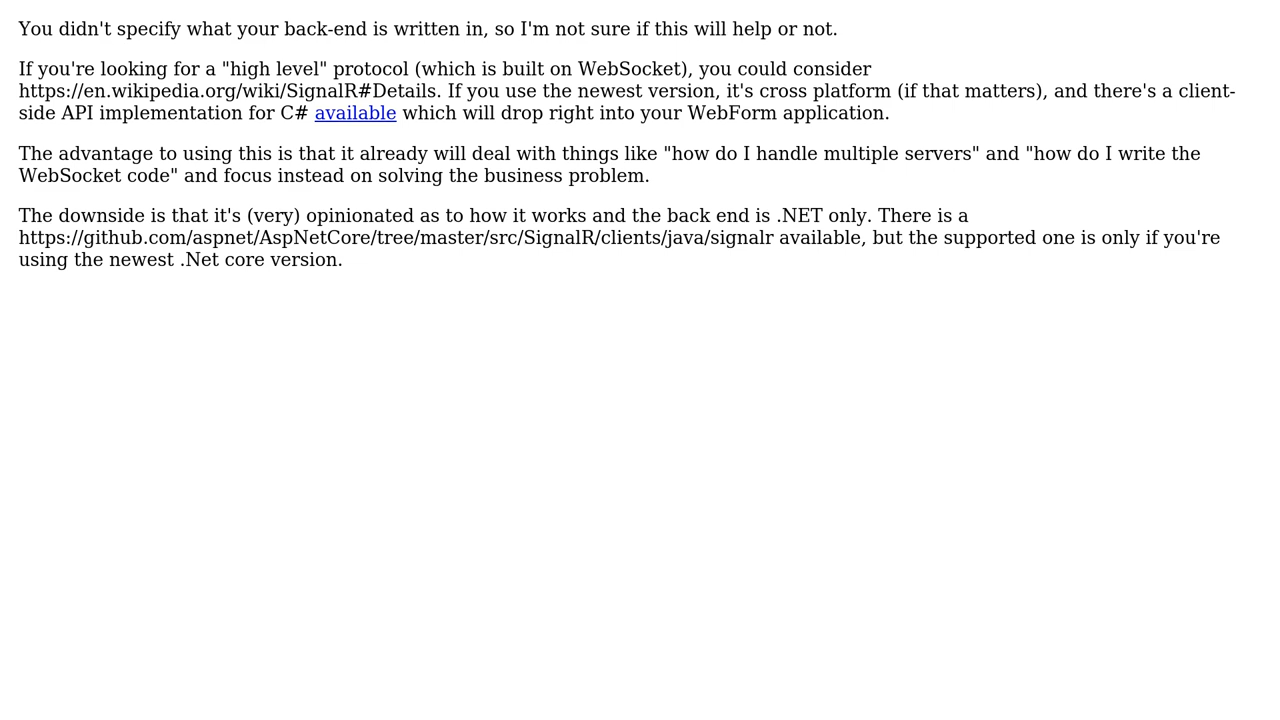 You didn't specify what your back-end is written in, so I'm not sure if this will help or not.
If you're looking for a "high level" protocol (which is built on WebSocket), you could consider
https://en.wikipedia.org/wiki/SignalR#Details. If you use the newest version, it's cross platform (if that matters), and there's a client-
side API implementation for C# available which will drop right into your WebForm application.
The advantage to using this is that it already will deal with things like "how do I handle multiple servers" and "how do I write the
WebSocket code" and focus instead on solving the business problem.
The downside is that it's (very) opinionated as to how it works and the back end is .NET only. There is a
https://github.com/aspnet/AspNetCore/tree/master/src/SignalR/clients/java/signalr available, but the supported one is only if you're
using the newest .Net core version.